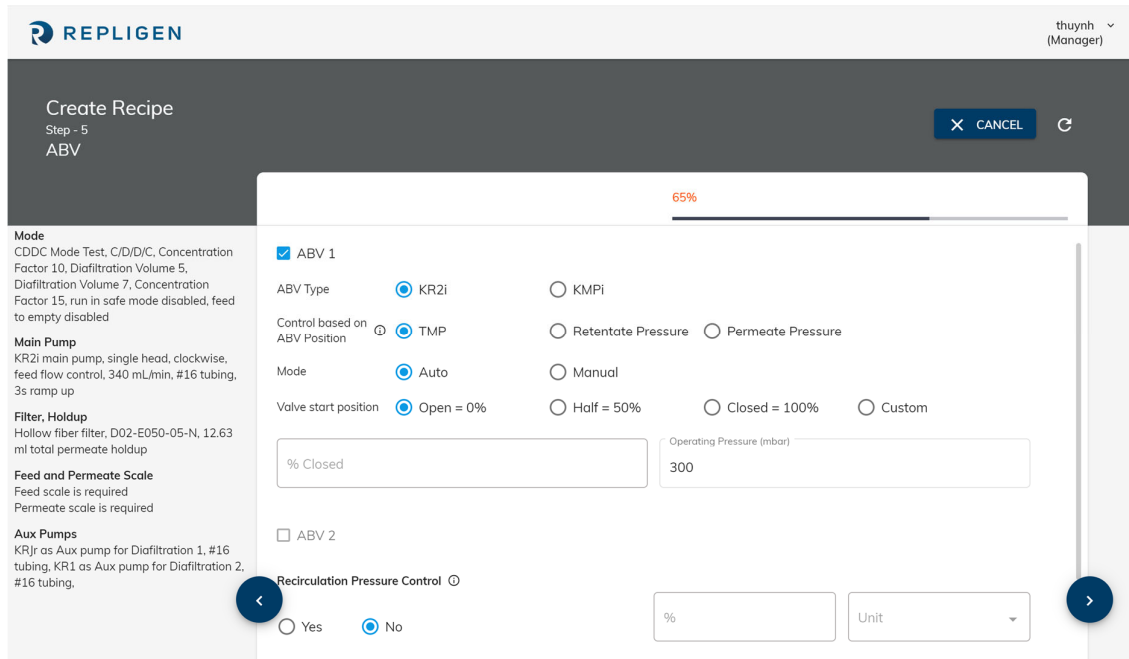 REPLIGEN
thuynh
(Manager)
Create Recipe
Step - 5
ABV
CANCEL
65%
Mode
CDDC Mode Test, C/D/D/C, Concentration
Factor 10, Diafiltration Volume 5,
Diafiltration Volume 7, Concentration
Factor 15, run in safe mode disabled, feed
to empty disabled
Main Pump
KR2i main pump, single head, clockwise,
feed flow control, 340 mL/min, #16 tubing,
3s ramp up
Filter, Holdup
Hollow fiber filter, D02-E050-05-N, 12.63
ml total permeate holdup
Feed and Permeate Scale
Feed scale is required
Permeate scale is required
Aux Pumps
KRJr as Aux pump for Diafiltration 1, #16
tubing, KR1 as Aux pump for Diafiltration 2,
#16 tubing,
ABV 1
ABV Type KR2i KMPi
Control based on
ABV Position TMP Retentate Pressure Permeate Pressure
Mode Auto Manual
Valve start position Open = 0% Half = 50% Closed = 100% Custom
% Closed
Operating Pressure (mbar)
300
ABV 2
Recirculation Pressure Control
Yes No % Unit